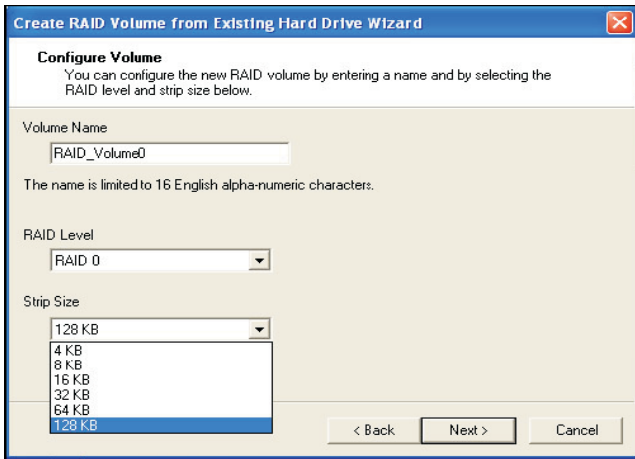 Create RAID Volume from Existing Hard Drive Wizard
Configure Volume
You can configure the new RAID volume by entering a name and by selecting the
RAID level and strip size below.
Volume Name
RAID_Volume0
The name is limited to 16 English alpha-numeric characters.
RAID Level
RAID 0
Strip Size
128 KB
4 KB
8 KB
16 KB
32 KB
64 KB
128 KB
< Back
Next >
Cancel